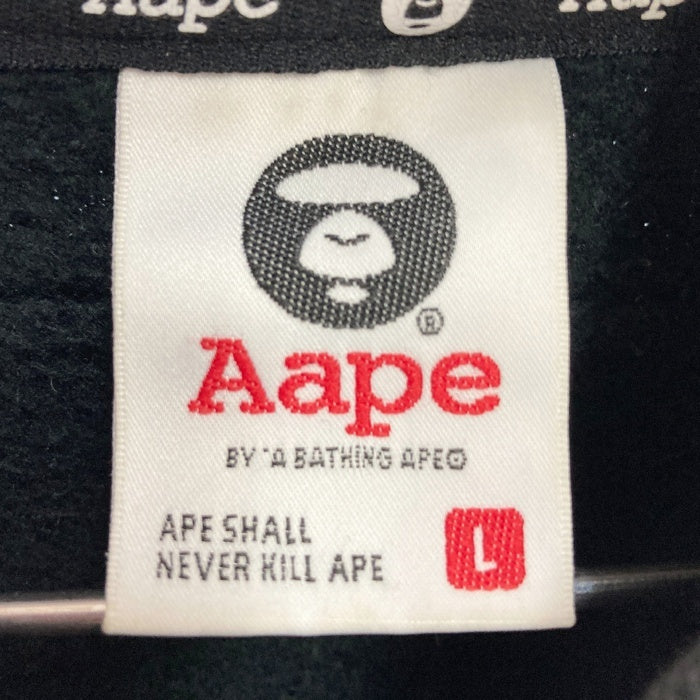 Aape Aape
®
Aape
BY *A BATHING APE®
APE SHALL
NEVER KILL APE
L